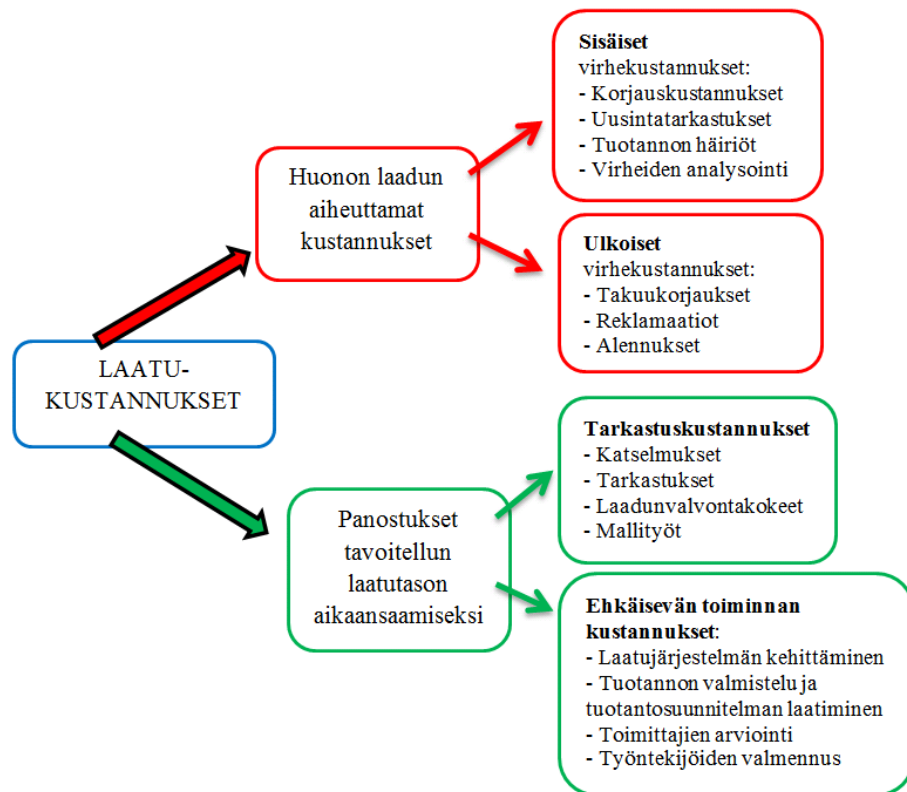 LAATU-
KUSTANNUKSET
Huonon laadun
aiheuttamat
kustannukset
Sisäiset
virhekustannukset:
- Korjauskustannukset
- Uusintatarkastukset
- Tuotannon häiriöt
- Virheiden analysointi
Ulkoiset
virhekustannukset:
- Takuukorjaukset
- Reklamaatiot
- Alennukset
Panostukset
tavoitellun
laatutason
aikaansaamiseksi
Tarkastuskustannukset
- Katselmukset
- Tarkastukset
- Laadunvalvontakokeet
- Mallityöt
Ehkäisevän toiminnan
kustannukset:
- Laatujärjestelmän kehittäminen
- Tuotannon valmistelu ja
tuotantosuunnitelman laatiminen
- Toimittajien arviointi
- Työntekijöiden valmennus